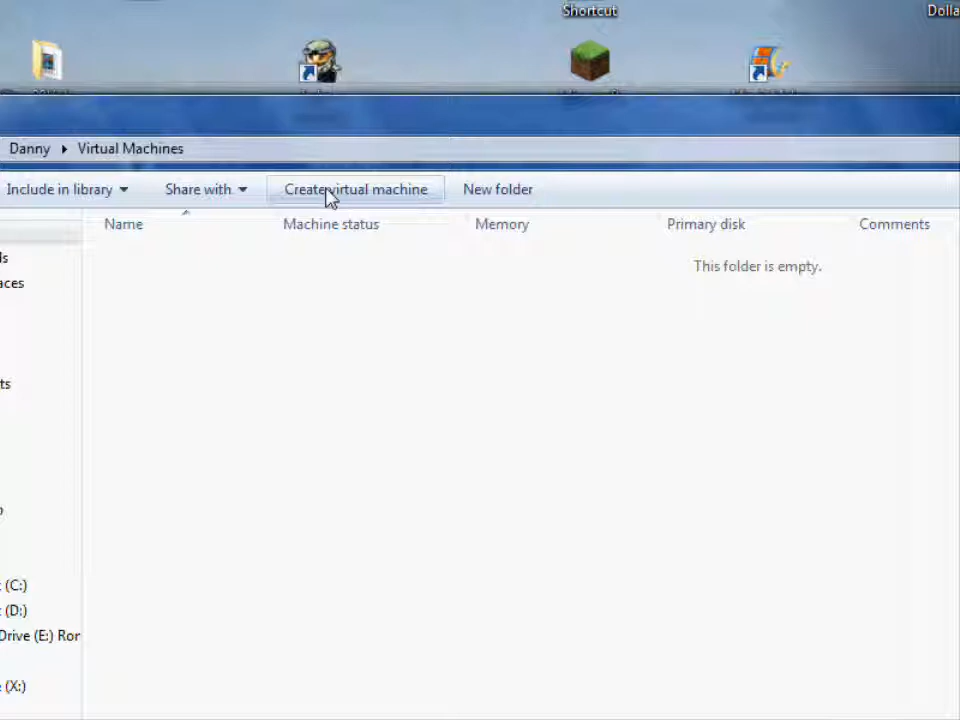 Shortcut
Dolla
Danny Virtual Machines
Include in library Share with Create virtual machine New folder
Name Machine status Memory Primary disk Comments
This folder is empty.
ls
aces
ts
p
(C:)
(D:)
Drive (E:) Ror
(X:)